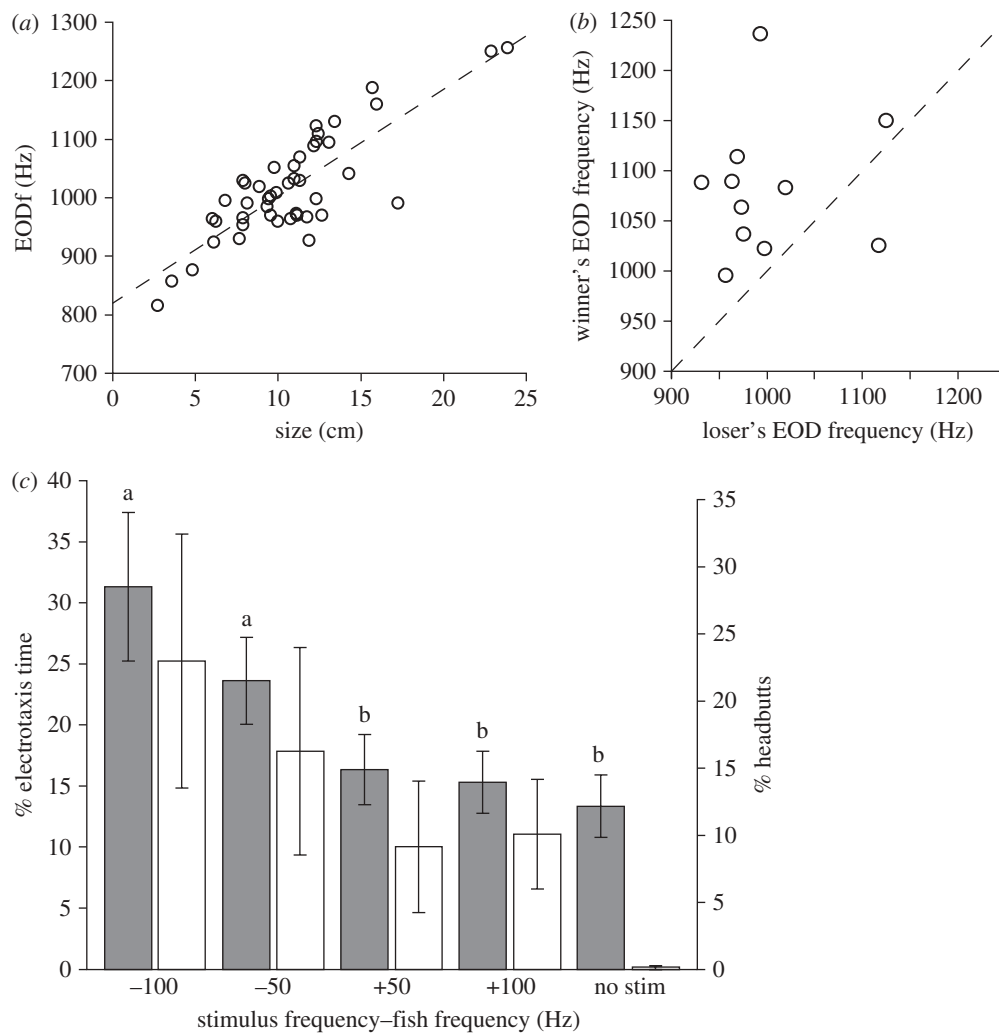 (a)
1300
1200
1100
1000
900
800
700
EODf (Hz)
0 5 10 15 20 25
size (cm)
(b)
1250
1200
1150
1100
1050
1000
950
900
winner's EOD frequency (Hz)
900 1000 1100 1200
loser's EOD frequency (Hz)
(c)
40
35
30
25
20
15
10
5
0
% electrotaxis time
a
a
b
b
b
35
30
25
20
15
10
5
0
% headbutts
–100 –50 +50 +100 no stim
stimulus frequency–fish frequency (Hz)